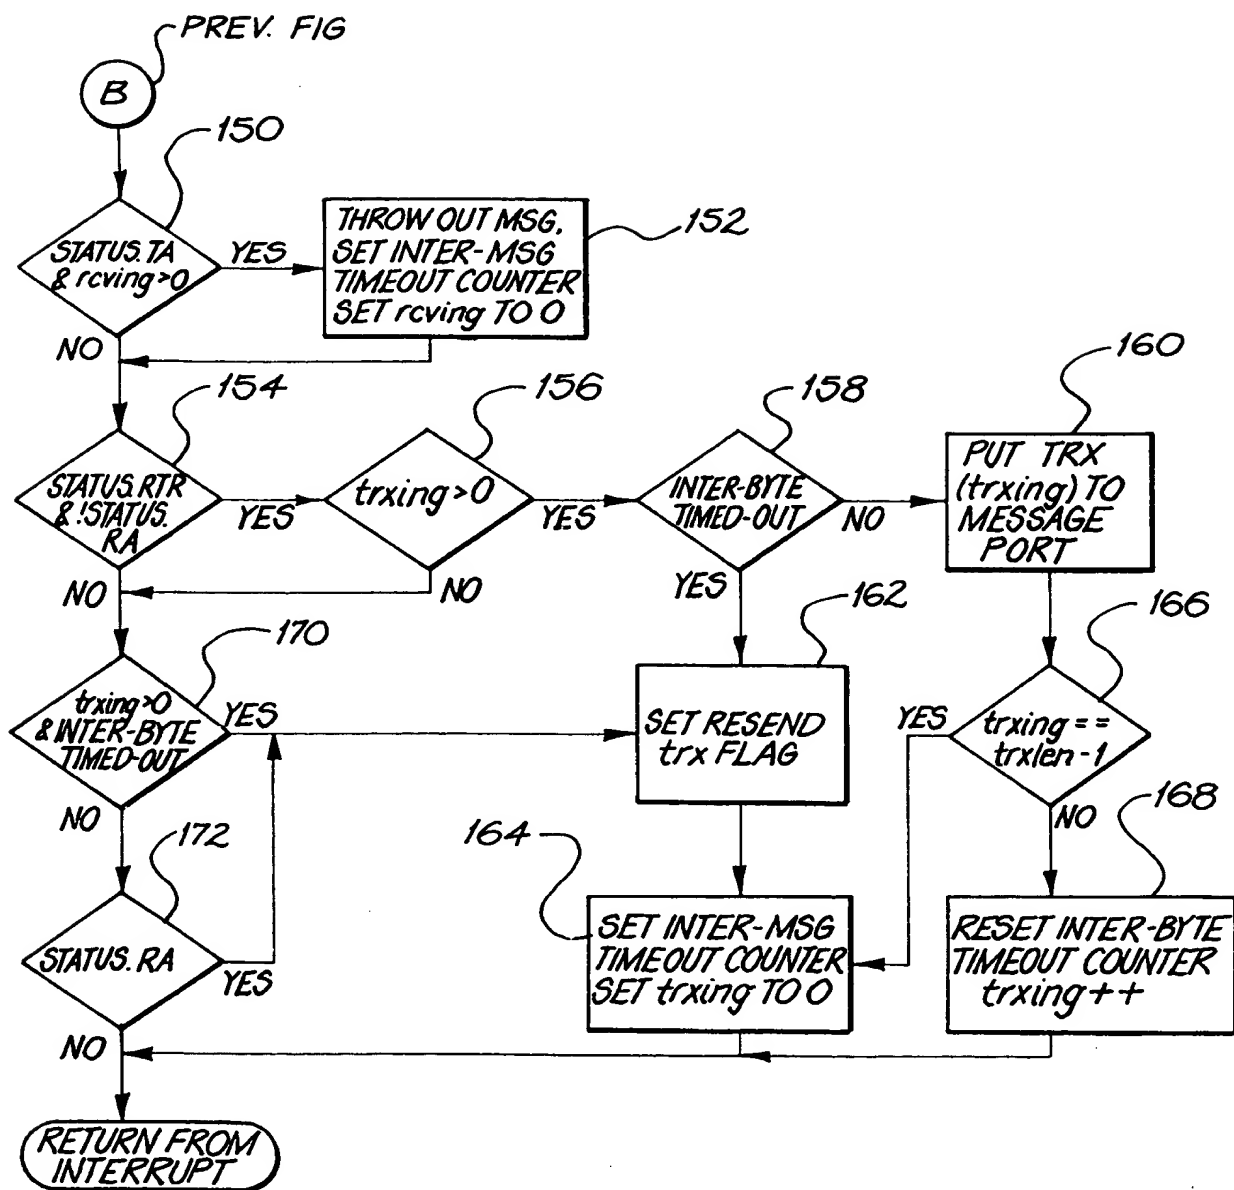 PREV. FIG
B
150
STATUS.TA
& rcving>0
YES
NO
THROW OUT MSG,
SET INTER-MSG
TIMEOUT COUNTER
SET rcving TO 0
152
154
STATUS.RTR
& !STATUS.
RA
YES
NO
156
trxing>0
YES
NO
158
INTER-BYTE
TIMED-OUT
NO
YES
160
PUT TRX
(trxing) TO
MESSAGE
PORT
162
SET RESEND
trx FLAG
166
trxing ==
trxlen-1
YES
NO
170
trxing>0
& INTER-BYTE
TIMED-OUT
YES
NO
164
SET INTER-MSG
TIMEOUT COUNTER
SET trxing TO 0
168
RESET INTER-BYTE
TIMEOUT COUNTER
trxing++
172
STATUS.RA
YES
NO
RETURN FROM
INTERRUPT